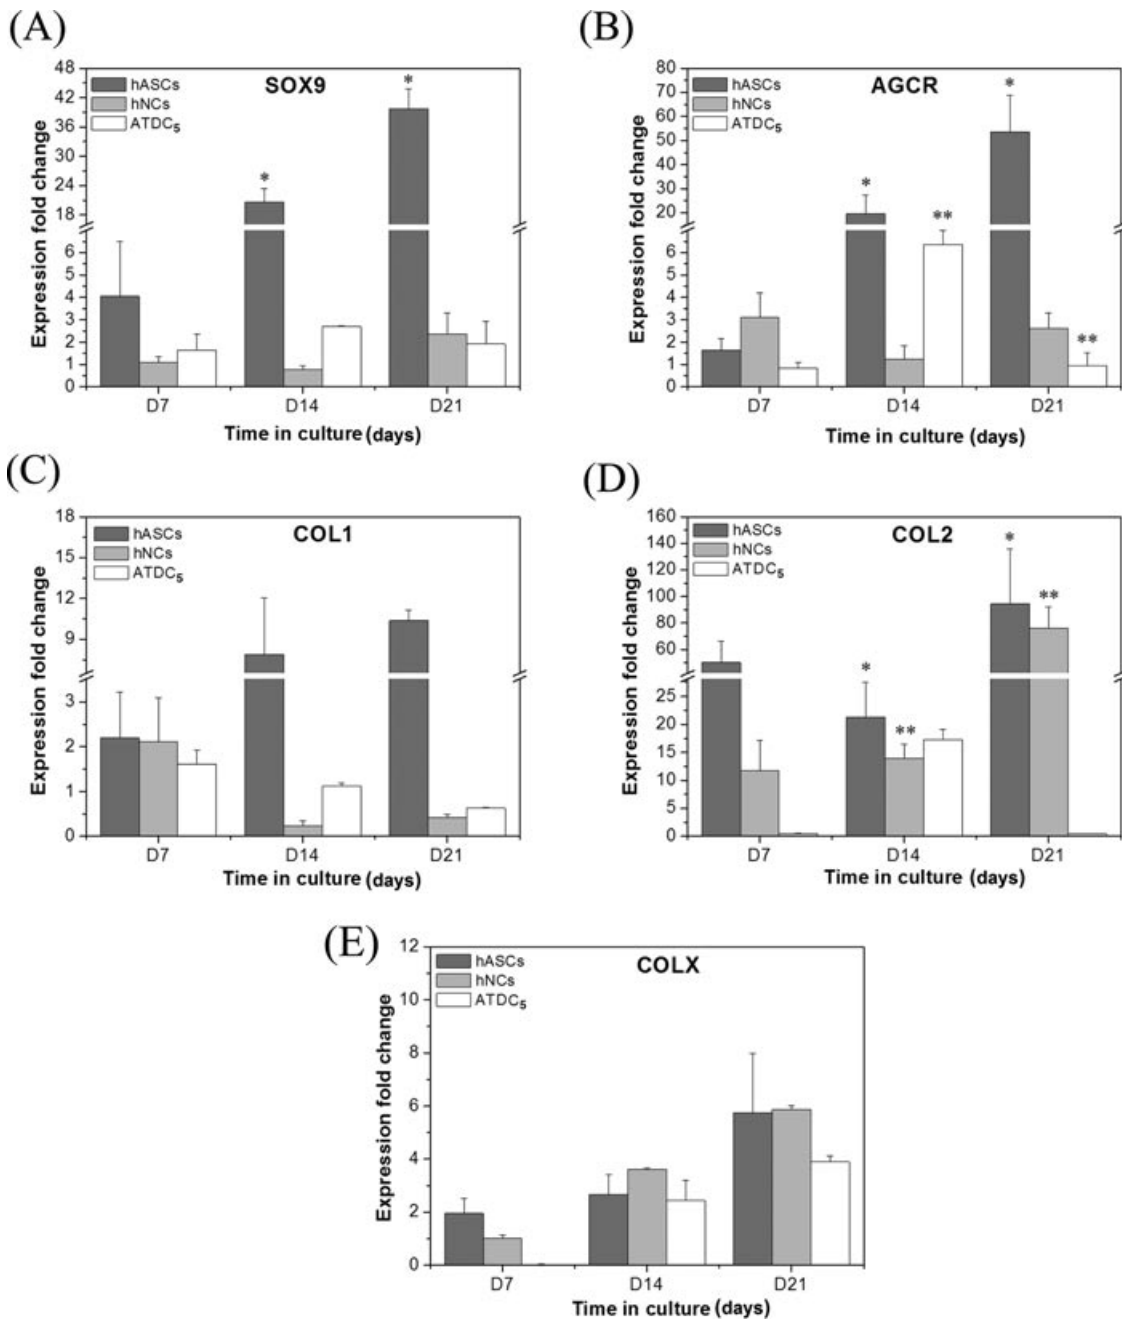 (A)
SOX9
hASCs
hNCs
ATDC5
Expression fold change
48
42
36
30
24
18
6
5
4
3
2
1
0
*
*
D7 D14 D21
Time in culture (days)
(B)
AGCR
hASCs
hNCs
ATDC5
Expression fold change
80
70
60
50
40
30
20
6
5
4
3
2
1
0
*
**
*
**
D7 D14 D21
Time in culture (days)
(C)
COL1
hASCs
hNCs
ATDC5
Expression fold change
18
15
12
9
3
2
1
0
D7 D14 D21
Time in culture (days)
(D)
COL2
hASCs
hNCs
ATDC5
Expression fold change
160
140
120
100
80
60
25
20
15
10
5
0
*
**
*
**
D7 D14 D21
Time in culture (days)
(E)
COLX
hASCs
hNCs
ATDC5
Expression fold change
12
10
8
6
4
2
0
D7 D14 D21
Time in culture (days)